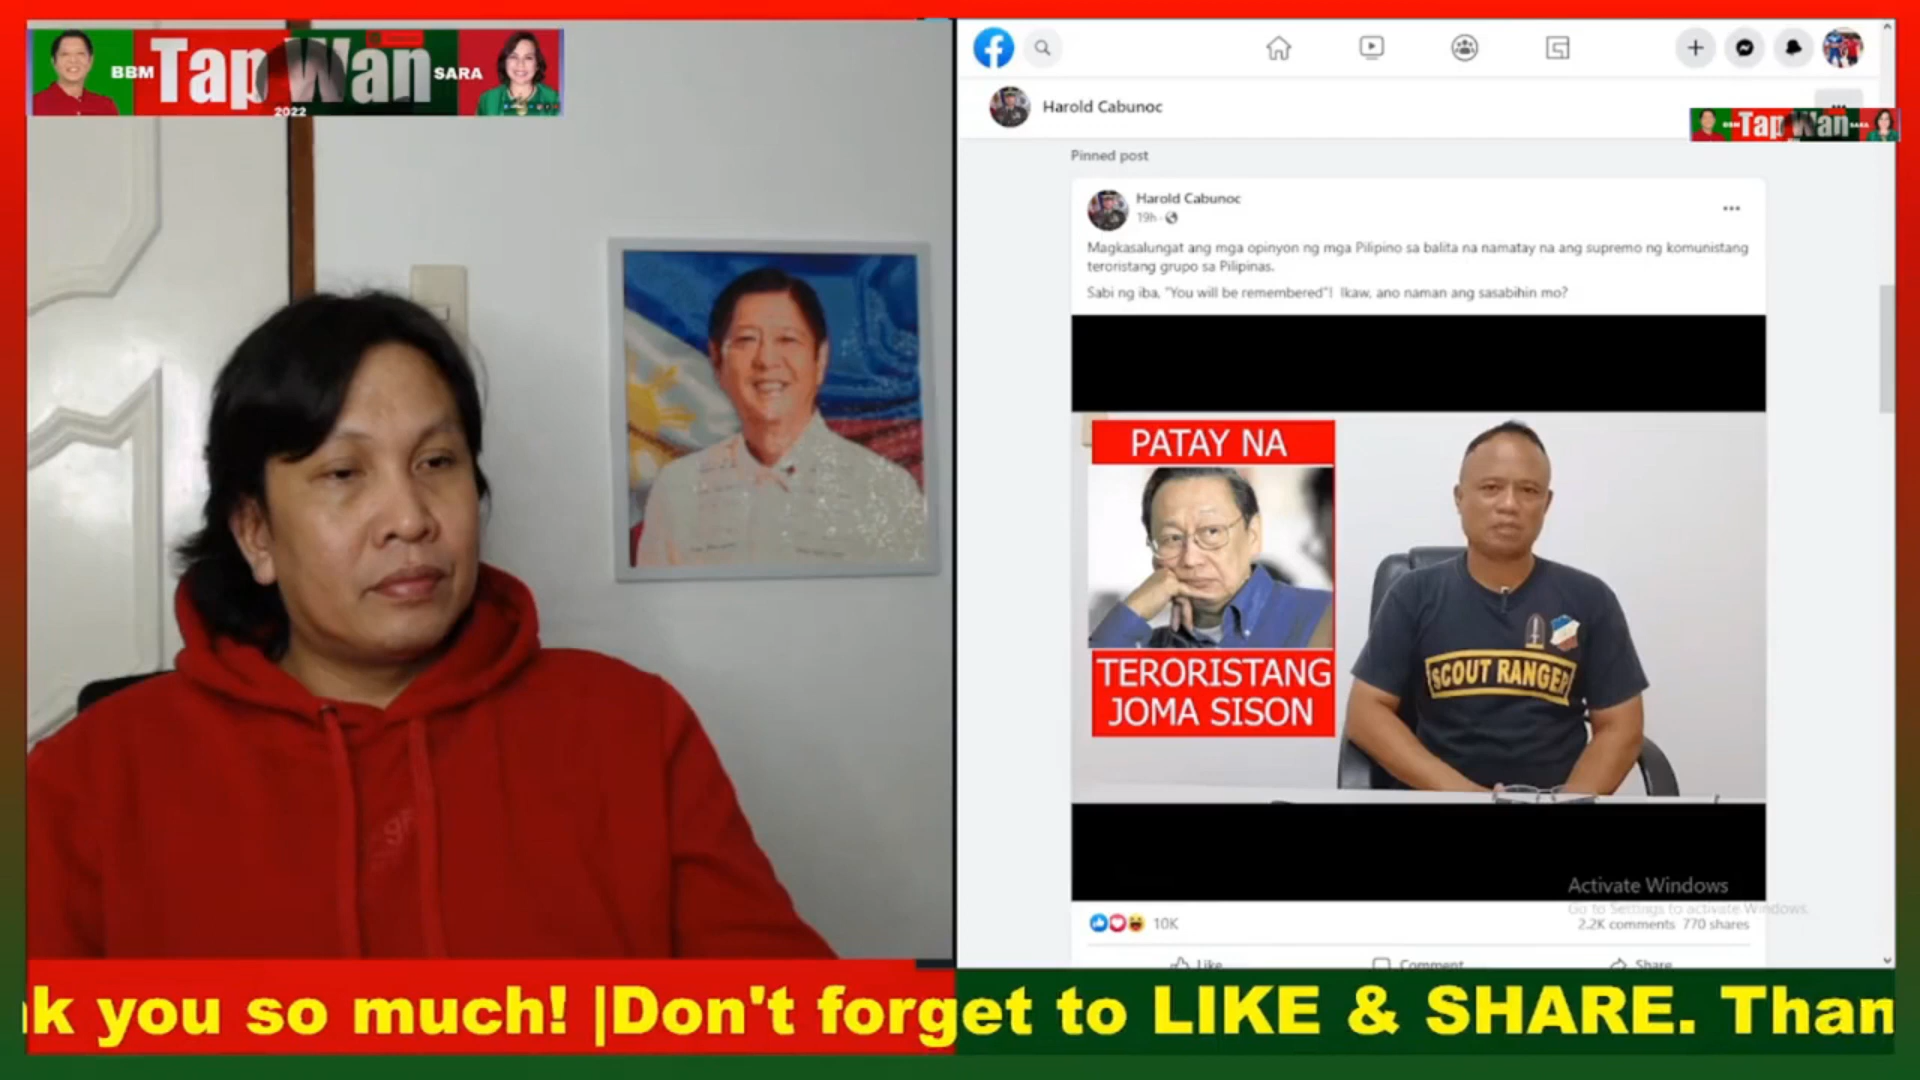 BBM Tap Wan SARA
2022
Harold Cabunoc
BBM Tap Wan SARA
Pinned post
Harold Cabunoc
19h
Magkasalungat ang mga opinyon ng mga Pilipino sa balita na namatay na ang supremo ng komunistang
teroristang grupo sa Pilipinas.
Sabi ng iba, "You will be remembered"! Ikaw, ano naman ang sasabihin mo?
PATAY NA
TERORISTANG
JOMA SISON
SCOUT RANGER
Activate Windows
Go to Settings to activate Windows.
10K
2.2K comments 770 shares
Like Comment Share
k you so much! |Don't forget to LIKE & SHARE. Than